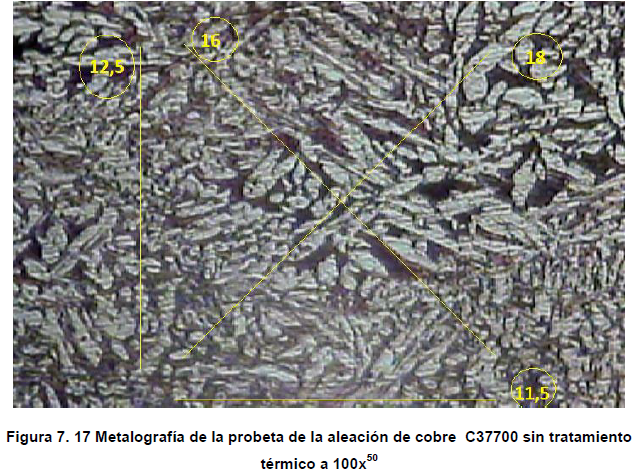 16
18
12,5
11,5
Figura 7. 17 Metalografía de la probeta de la aleación de cobre C37700 sin tratamiento
térmico a 100x50